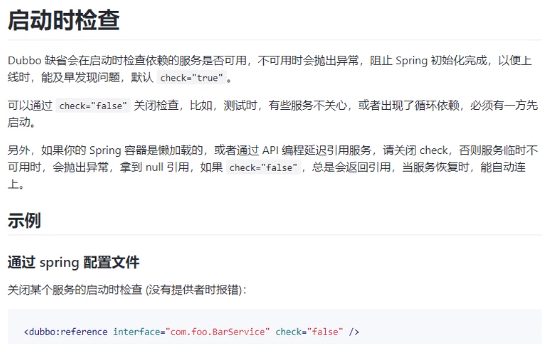 启动时检查
Dubbo 缺省会在启动时检查依赖的服务是否可用，不可用时会抛出异常，阻止 Spring 初始化完成，以便上
线时，能及早发现问题，默认 check="true"。
可以通过 check="false" 关闭检查，比如，测试时，有些服务不关心，或者出现了循环依赖，必须有一方先
启动。
另外，如果你的 Spring 容器是懒加载的，或者通过 API 编程延迟引用服务，请关闭 check，否则服务临时不
可用时，会抛出异常，拿到 null 引用，如果 check="false"，总是会返回引用，当服务恢复时，能自动连
上。
示例
通过 spring 配置文件
关闭某个服务的启动时检查 (没有提供者时报错)：
<dubbo:reference interface="com.foo.BarService" check="false" />